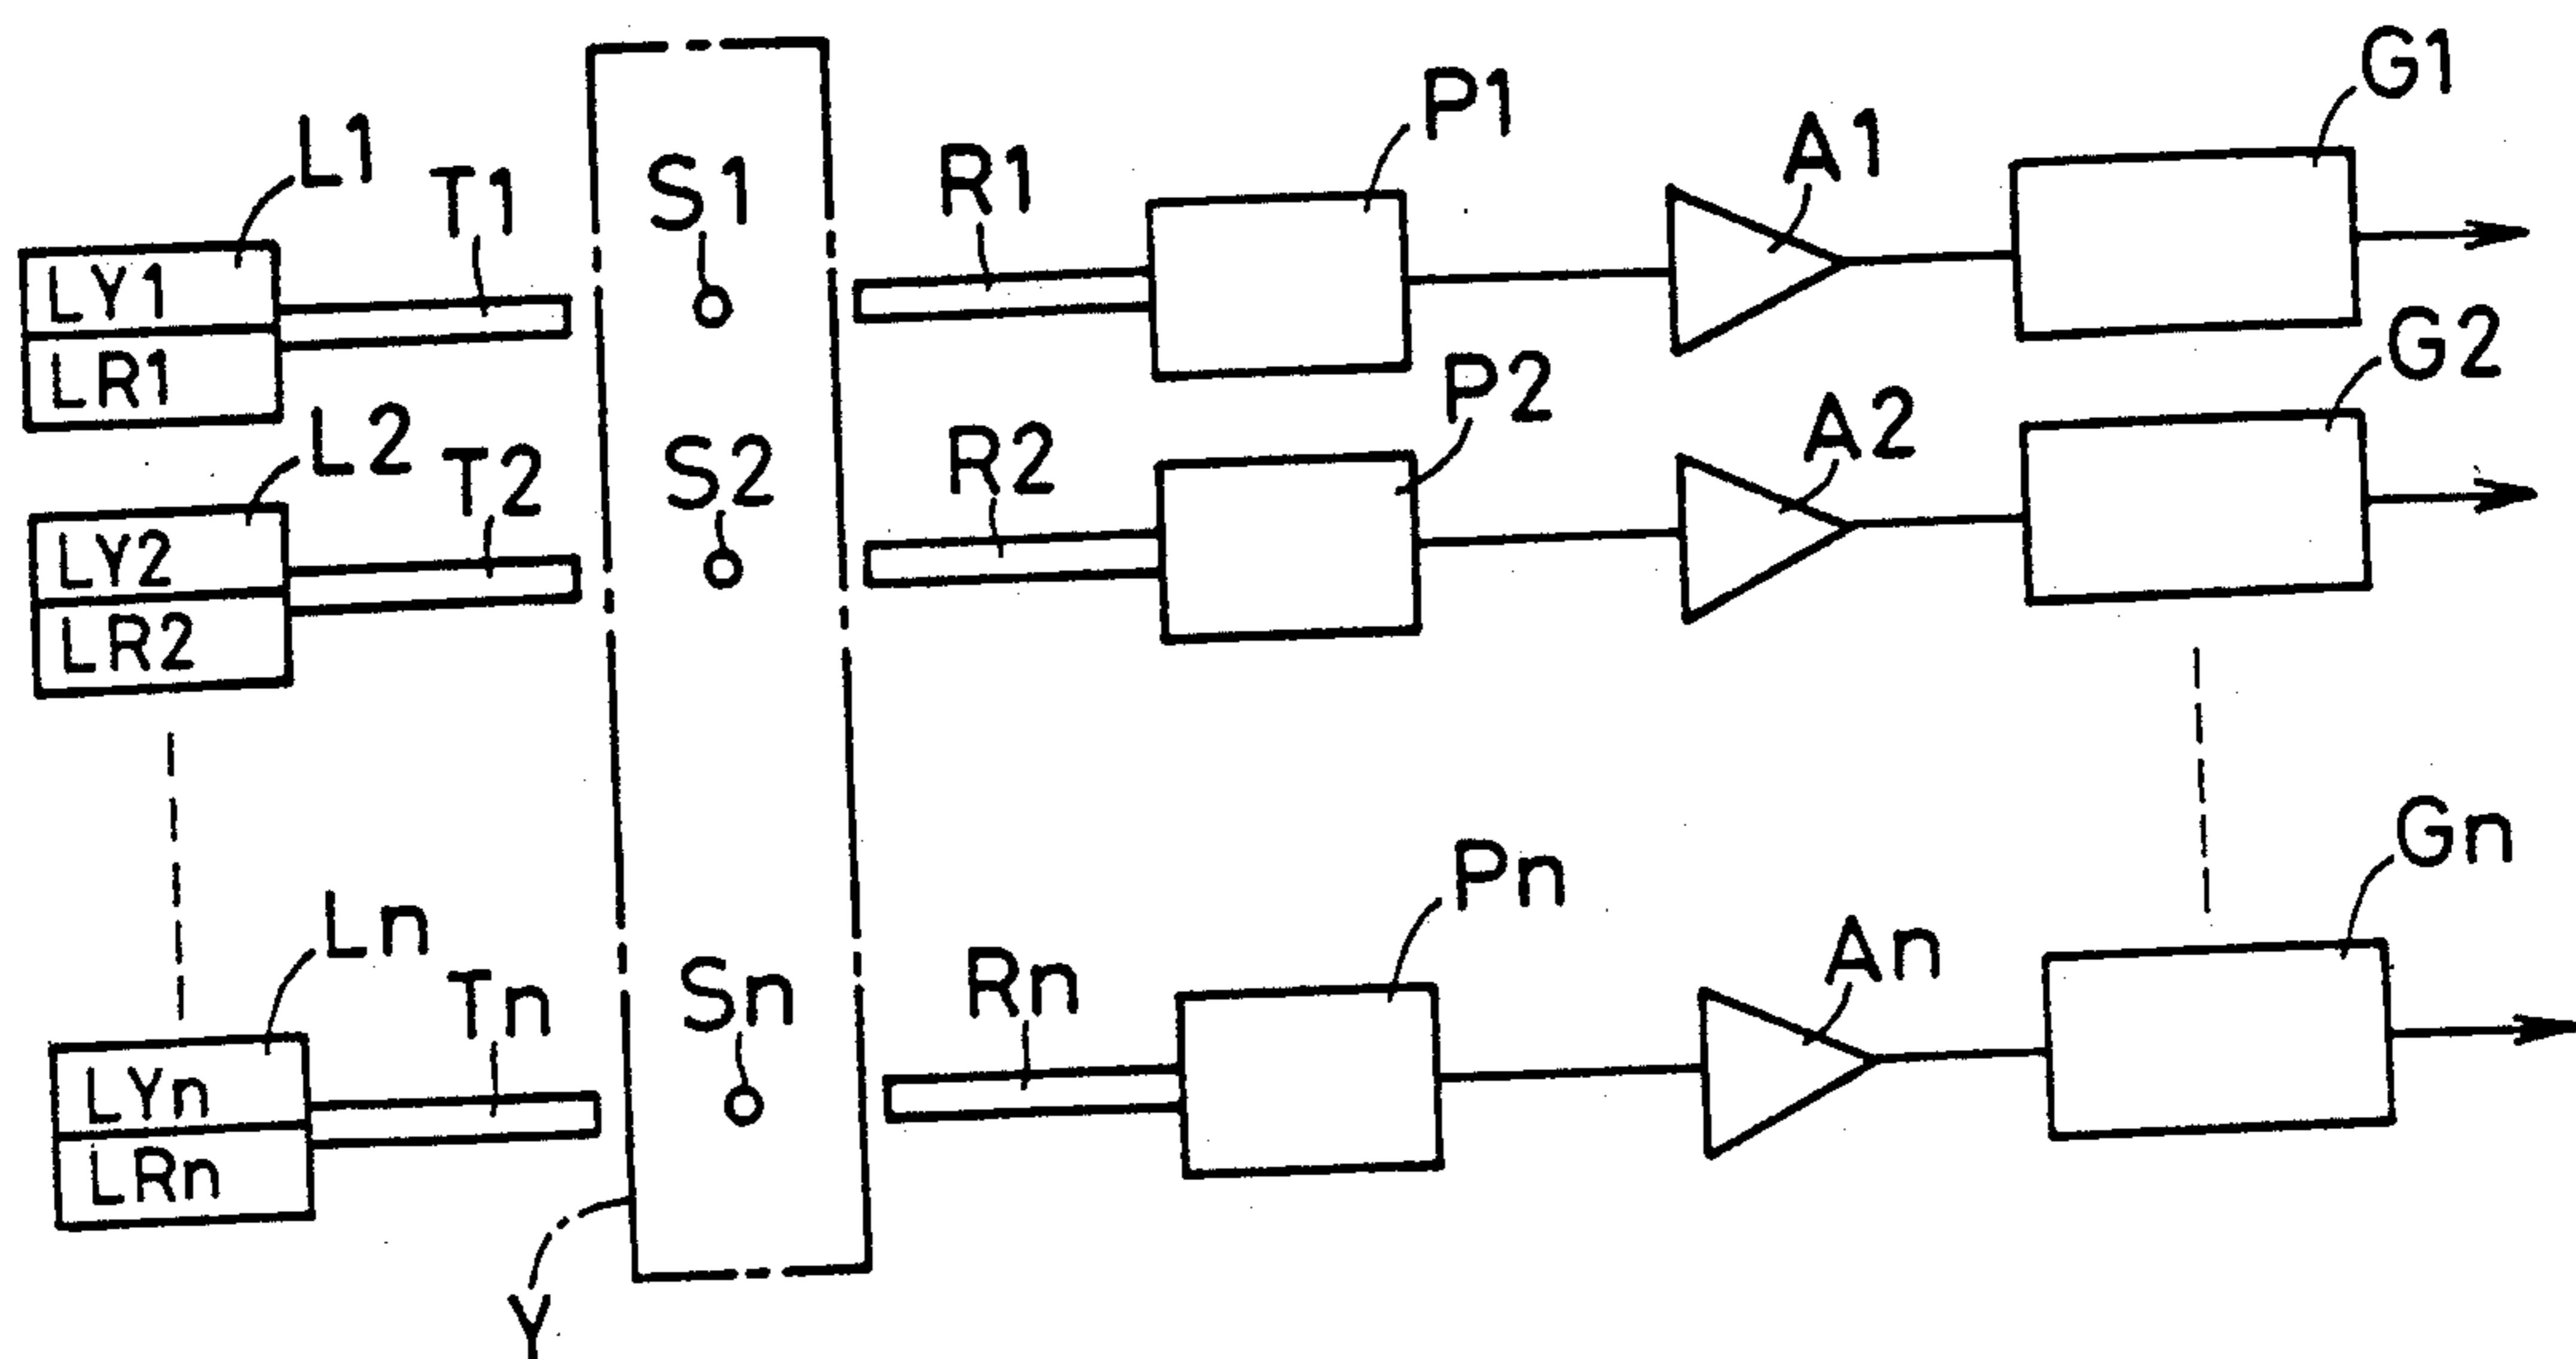 L1 T1 S1 R1 P1 A1 G1
LY1
LR1
L2 T2 S2 R2 P2 A2 G2
LY2
LR2
Ln Tn Sn Rn Pn An Gn
LYn
LRn
Y